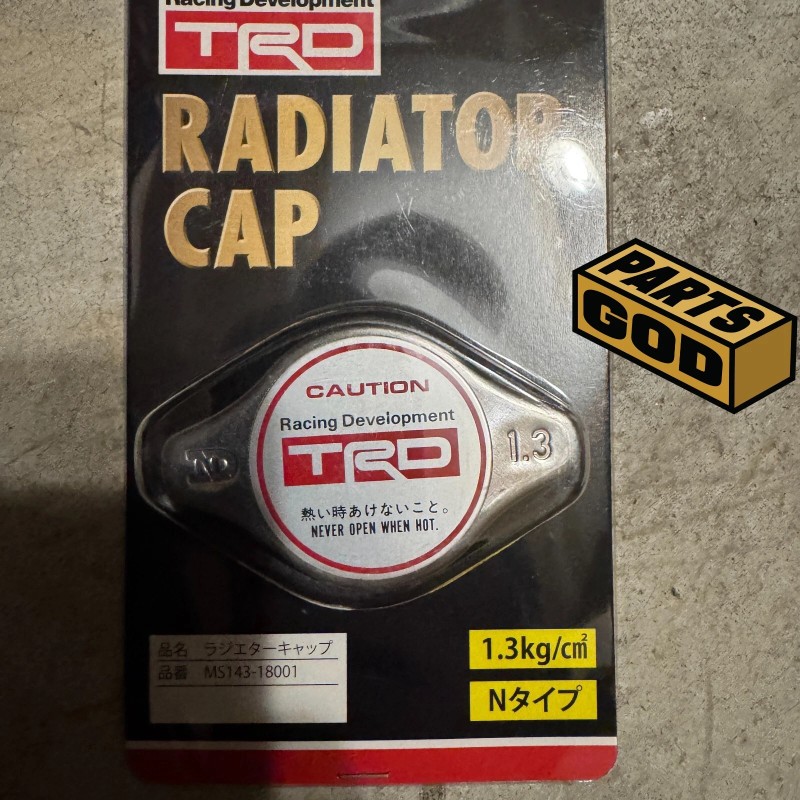 Racing Development
TRD
RADIATOR
CAP
PARTS
GOD
CAUTION
Racing Development
TRD
ND
1.3
熱い時あけないこと。
NEVER OPEN WHEN HOT.
品名 ラジエターキャップ
品番 MS143-18001
1.3kg/cm²
Nタイプ